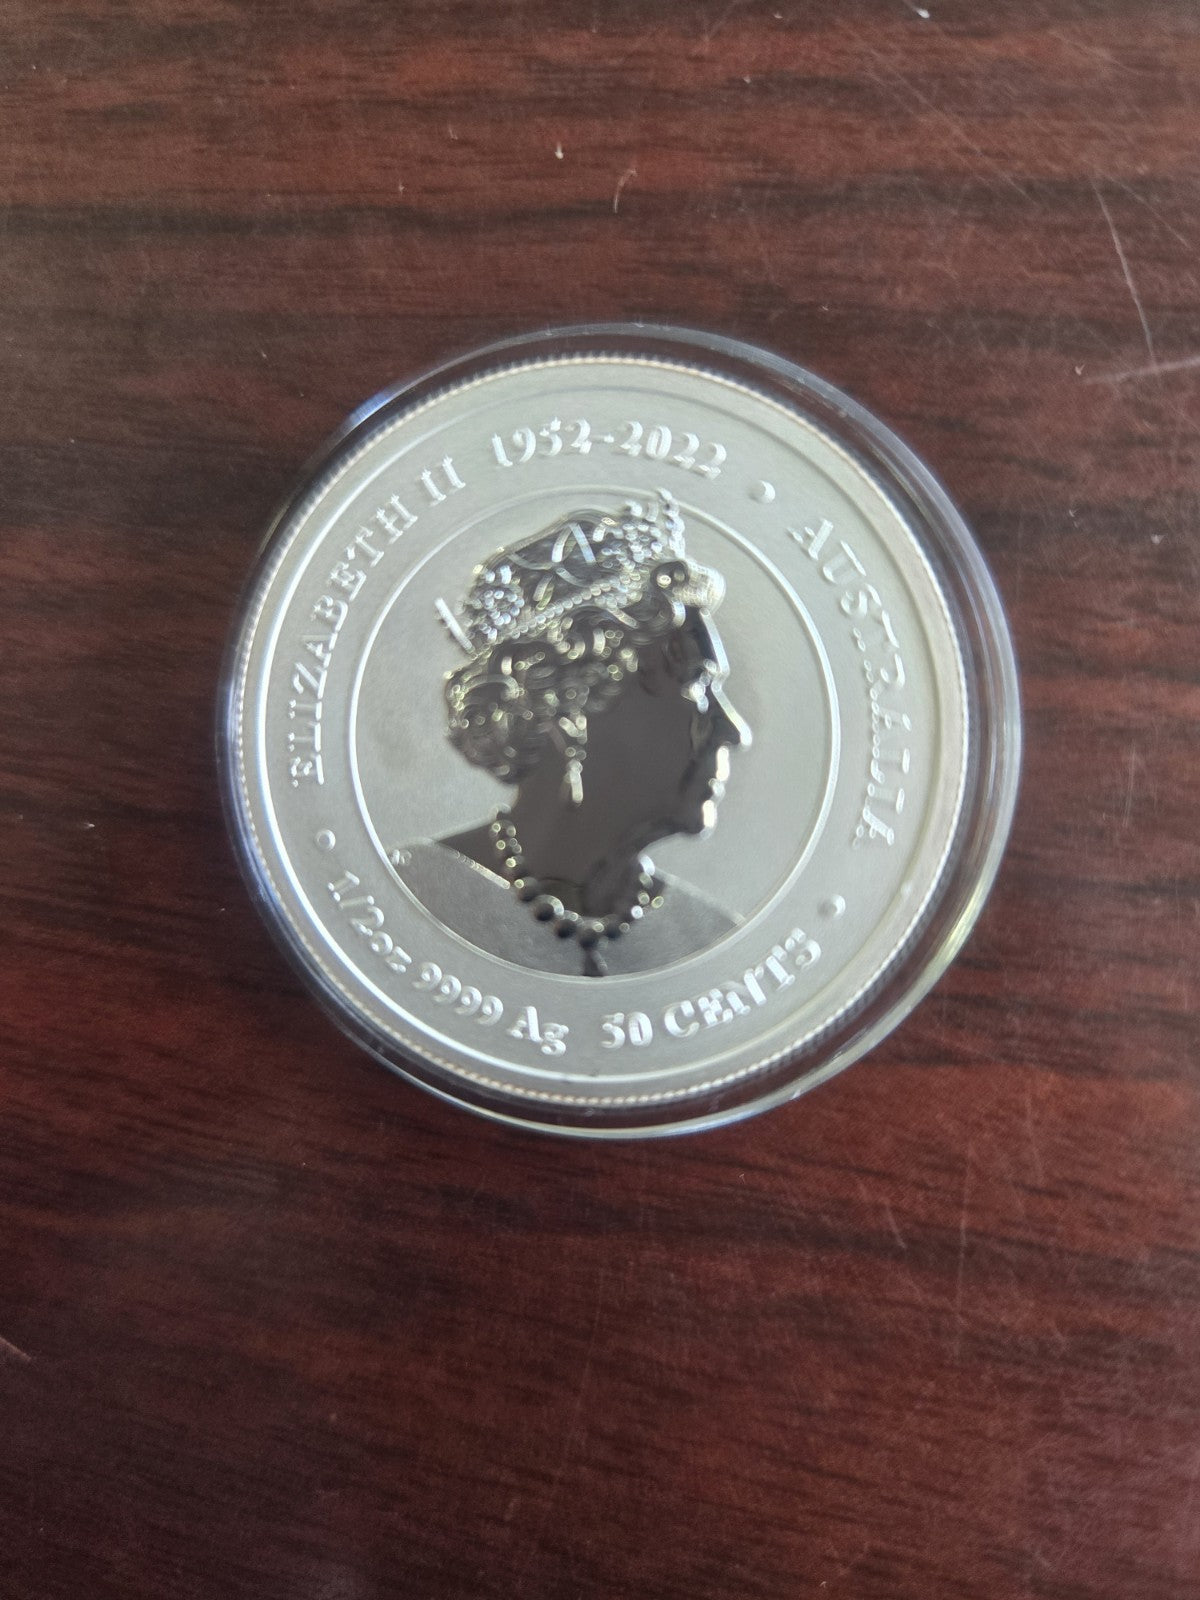 ELIZABETH II 1952-2022 • AUSTRALIA •
1/2oz 9999 Ag 50 CENTS